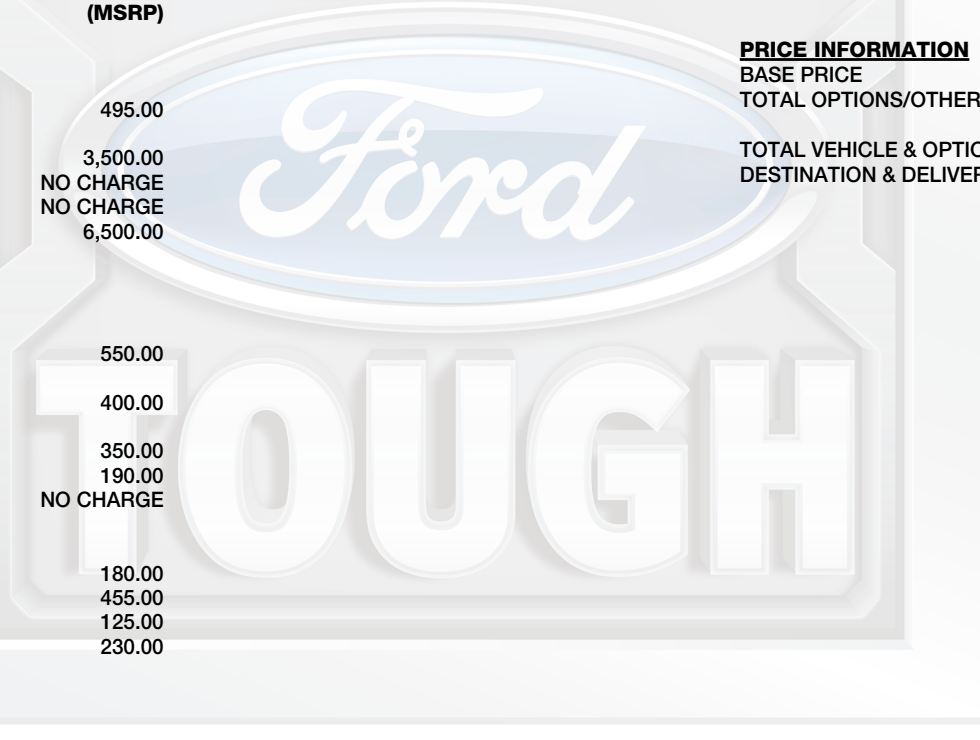 (MSRP)
495.00
3,500.00
NO CHARGE
NO CHARGE
6,500.00
550.00
400.00
350.00
190.00
NO CHARGE
180.00
455.00
125.00
230.00
PRICE INFORMATION
BASE PRICE
TOTAL OPTIONS/OTHER
TOTAL VEHICLE & OPTIO
DESTINATION & DELIVER
Ford
TOUGH